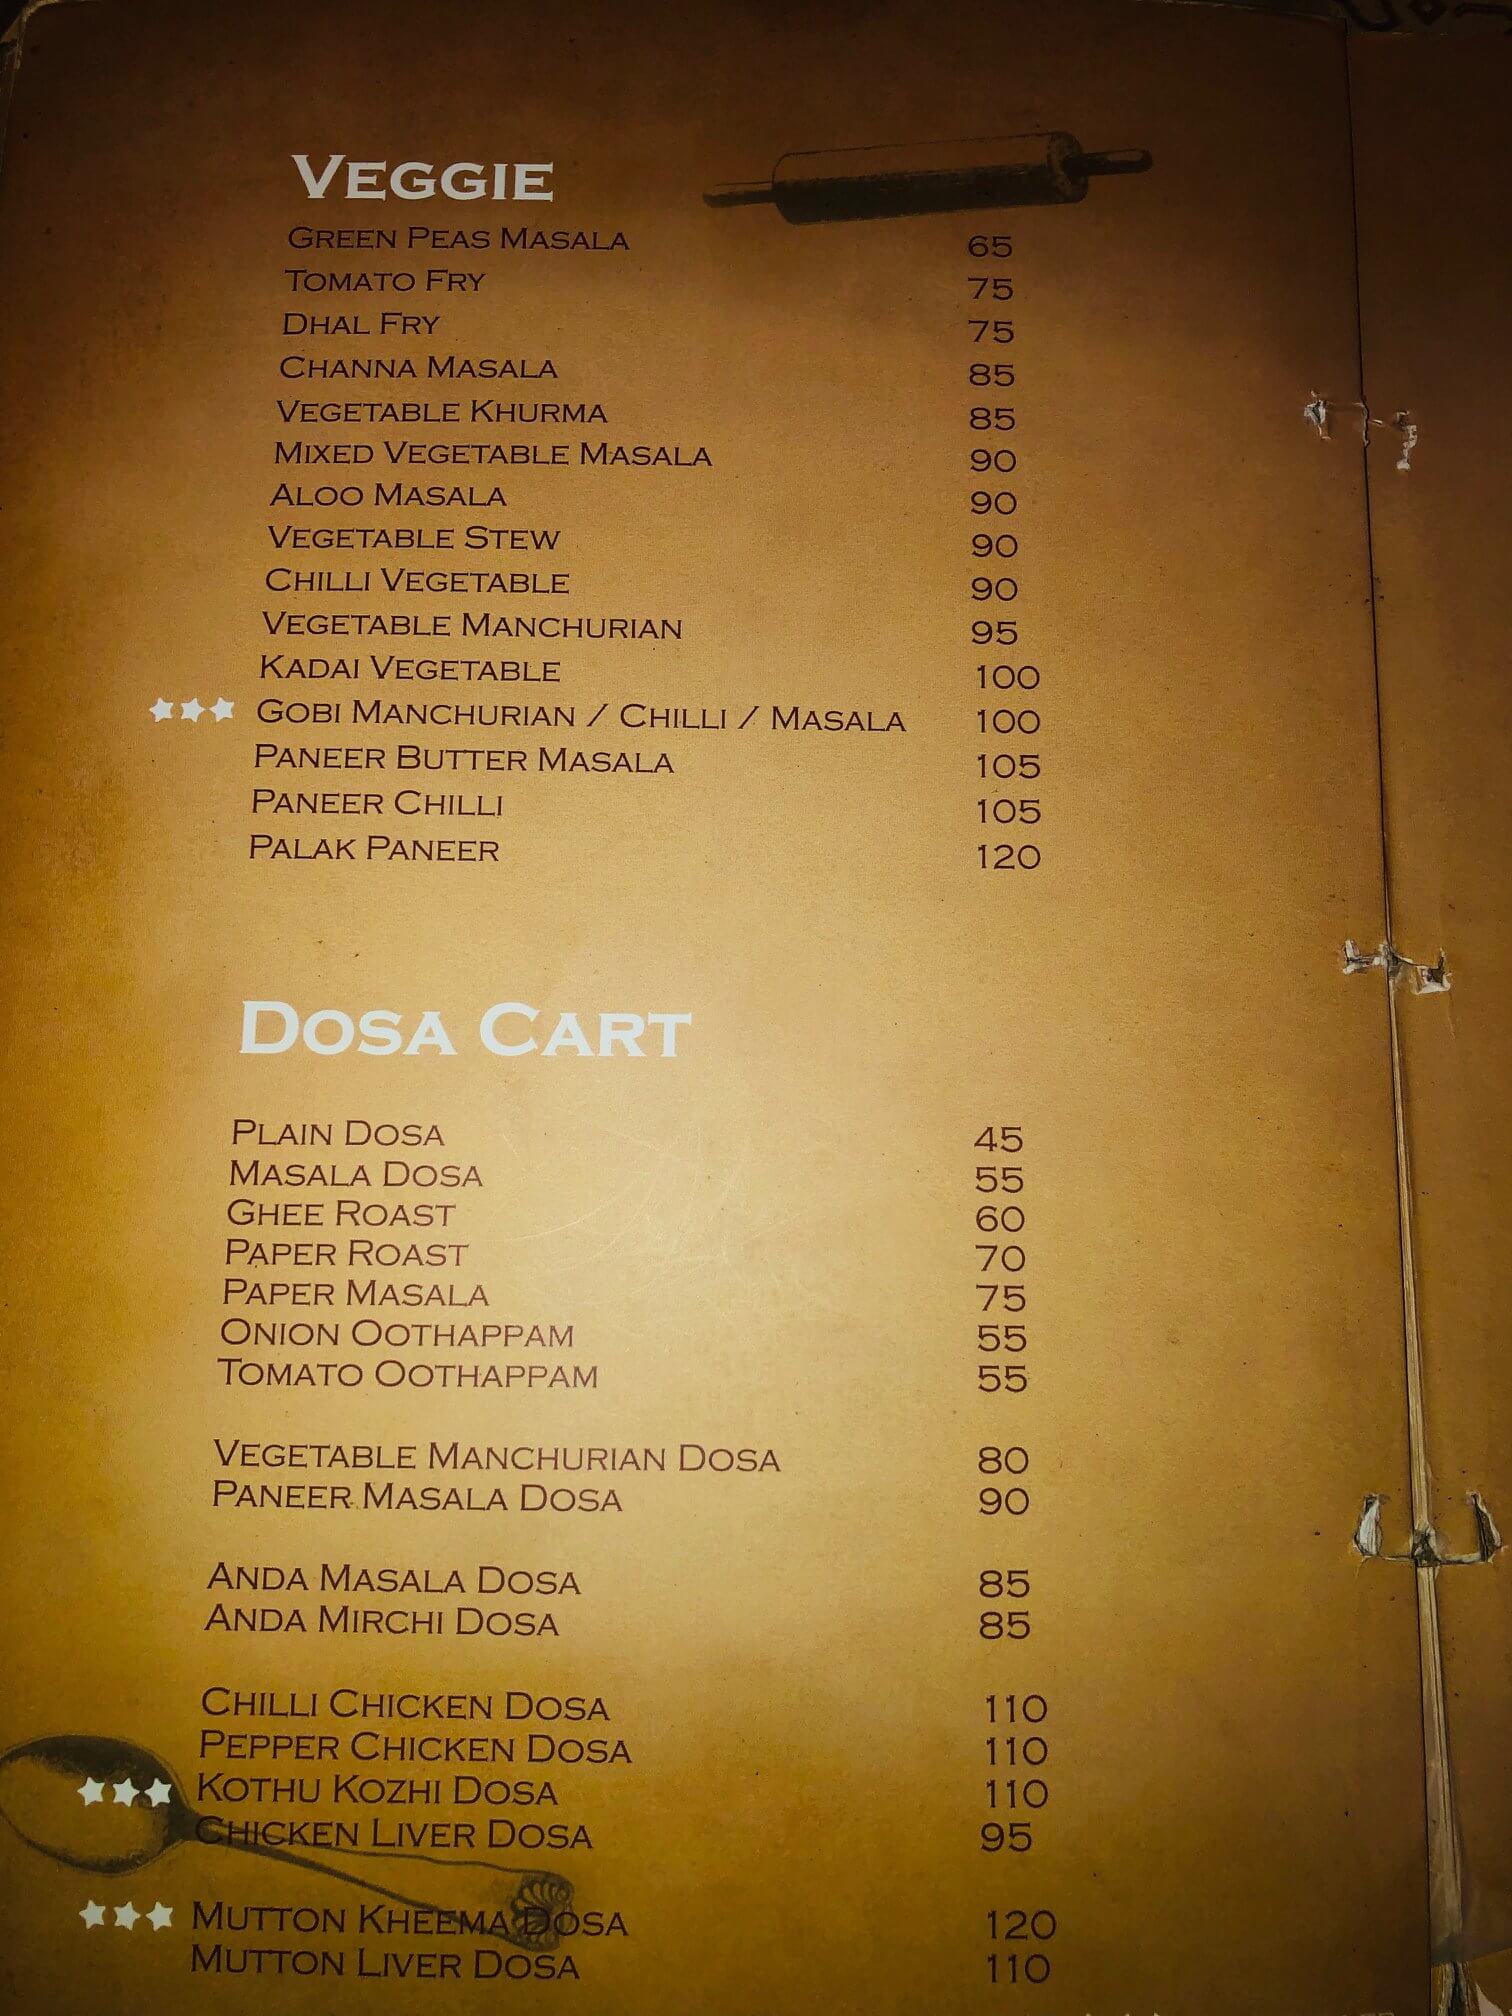 VEGGIE
GREEN PEAS MASALA 65
TOMATO FRY 75
DHAL FRY 75
CHANNA MASALA 85
VEGETABLE KHURMA 85
MIXED VEGETABLE MASALA 90
ALOO MASALA 90
VEGETABLE STEW 90
CHILLI VEGETABLE 90
VEGETABLE MANCHURIAN 95
KADAI VEGETABLE 100
GOBI MANCHURIAN / CHILLI / MASALA 100
PANEER BUTTER MASALA 105
PANEER CHILLI 105
PALAK PANEER 120
DOSA CART
PLAIN DOSA 45
MASALA DOSA 55
GHEE ROAST 60
PAPER ROAST 70
PAPER MASALA 75
ONION OOTHAPPAM 55
TOMATO OOTHAPPAM 55
VEGETABLE MANCHURIAN DOSA 80
PANEER MASALA DOSA 90
ANDA MASALA DOSA 85
ANDA MIRCHI DOSA 85
CHILLI CHICKEN DOSA 110
PEPPER CHICKEN DOSA 110
KOTHU KOZHI DOSA 110
CHICKEN LIVER DOSA 95
MUTTON KHEEMA DOSA 120
MUTTON LIVER DOSA 110